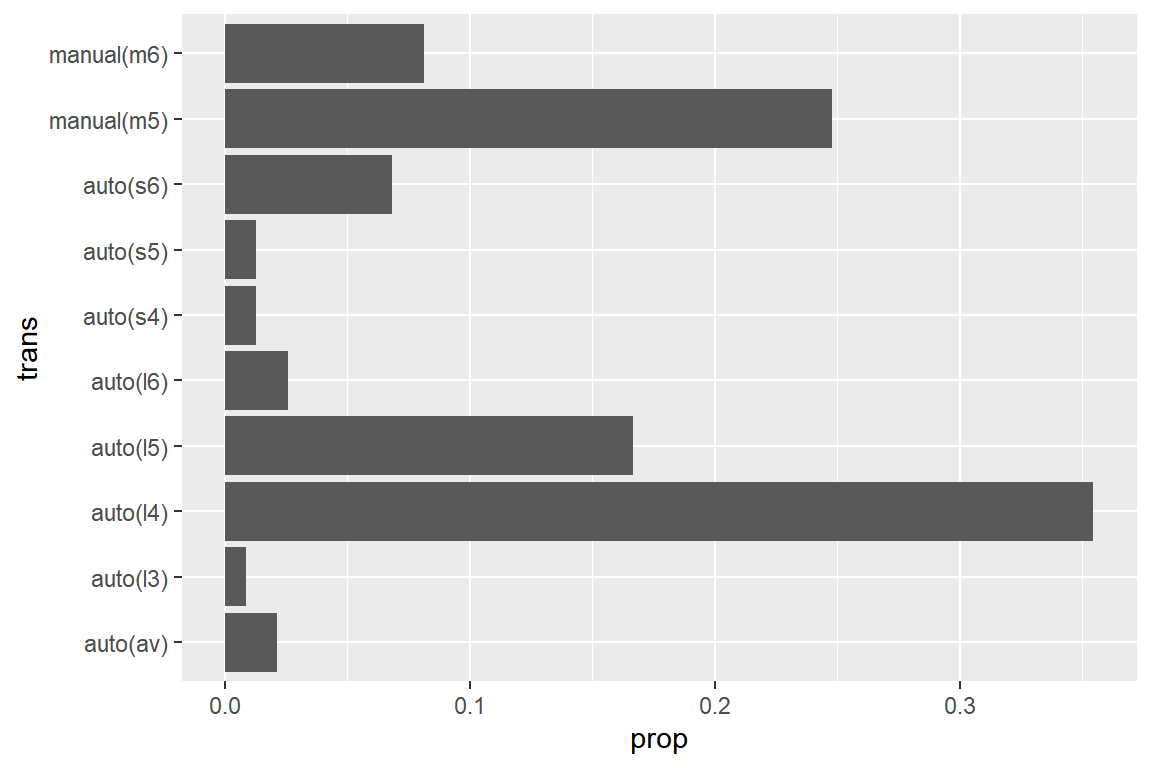 manual(m6)
manual(m5)
auto(s6)
auto(s5)
auto(s4)
auto(l6)
auto(l5)
auto(l4)
auto(l3)
auto(av)
trans
0.0 0.1 0.2 0.3
prop